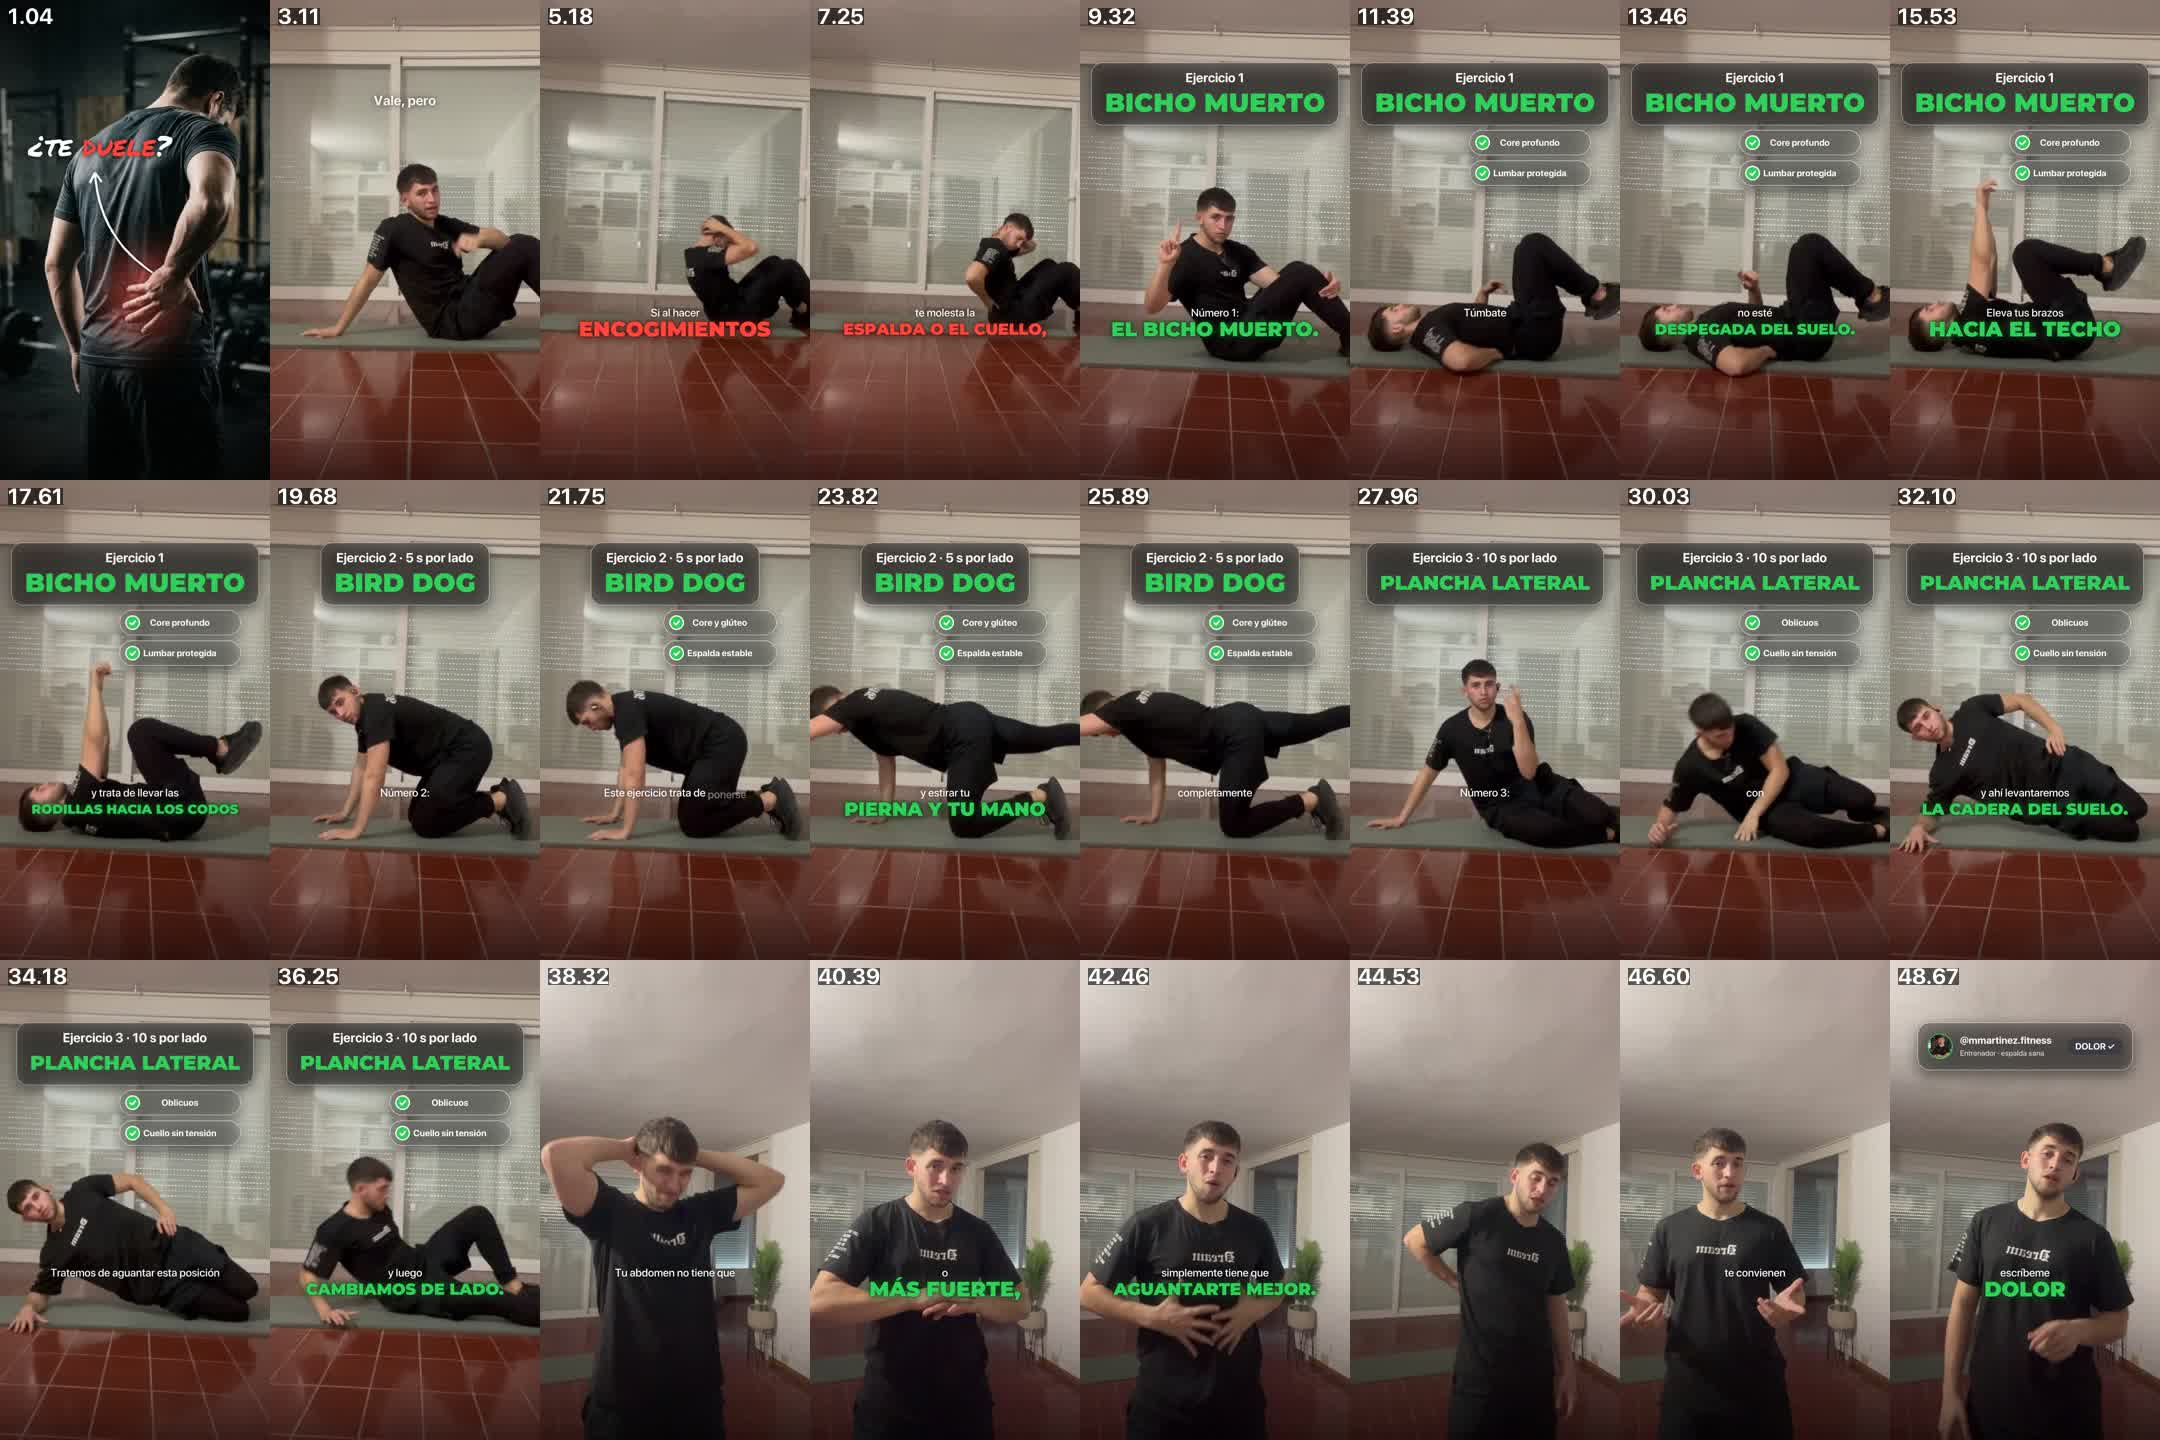 1.04
¿TE DUELE?
3.11
Vale, pero
5.18
Si al hacer
ENCOGIMIENTOS
7.25
te molesta la
ESPALDA O EL CUELLO,
9.32
Ejercicio 1
BICHO MUERTO
Número 1:
EL BICHO MUERTO.
11.39
Ejercicio 1
BICHO MUERTO
Core profundo
Lumbar protegida
Túmbate
13.46
Ejercicio 1
BICHO MUERTO
Core profundo
Lumbar protegida
no esté
DESPEGADA DEL SUELO.
15.53
Ejercicio 1
BICHO MUERTO
Core profundo
Lumbar protegida
Eleva tus brazos
HACIA EL TECHO
17.61
Ejercicio 1
BICHO MUERTO
Core profundo
Lumbar protegida
y trata de llevar las
RODILLAS HACIA LOS CODOS
19.68
Ejercicio 2 · 5 s por lado
BIRD DOG
Número 2:
21.75
Ejercicio 2 · 5 s por lado
BIRD DOG
Core y glúteo
Espalda estable
Este ejercicio trata de ponerse
23.82
Ejercicio 2 · 5 s por lado
BIRD DOG
Core y glúteo
Espalda estable
y estirar tu
PIERNA Y TU MANO
25.89
Ejercicio 2 · 5 s por lado
BIRD DOG
Core y glúteo
Espalda estable
completamente
27.96
Ejercicio 3 · 10 s por lado
PLANCHA LATERAL
Número 3:
30.03
Ejercicio 3 · 10 s por lado
PLANCHA LATERAL
Oblicuos
Cuello sin tensión
con
32.10
Ejercicio 3 · 10 s por lado
PLANCHA LATERAL
Oblicuos
Cuello sin tensión
y ahí levantaremos
LA CADERA DEL SUELO.
34.18
Ejercicio 3 · 10 s por lado
PLANCHA LATERAL
Oblicuos
Cuello sin tensión
Tratemos de aguantar esta posición
36.25
Ejercicio 3 · 10 s por lado
PLANCHA LATERAL
Oblicuos
Cuello sin tensión
y luego
CAMBIAMOS DE LADO.
38.32
Tu abdomen no tiene que
40.39
o
MÁS FUERTE,
42.46
simplemente tiene que
AGUANTARTE MEJOR.
44.53
46.60
te convienen
48.67
@mmartinez.fitness
Entrenador · espalda sana
DOLOR
escríbeme
DOLOR